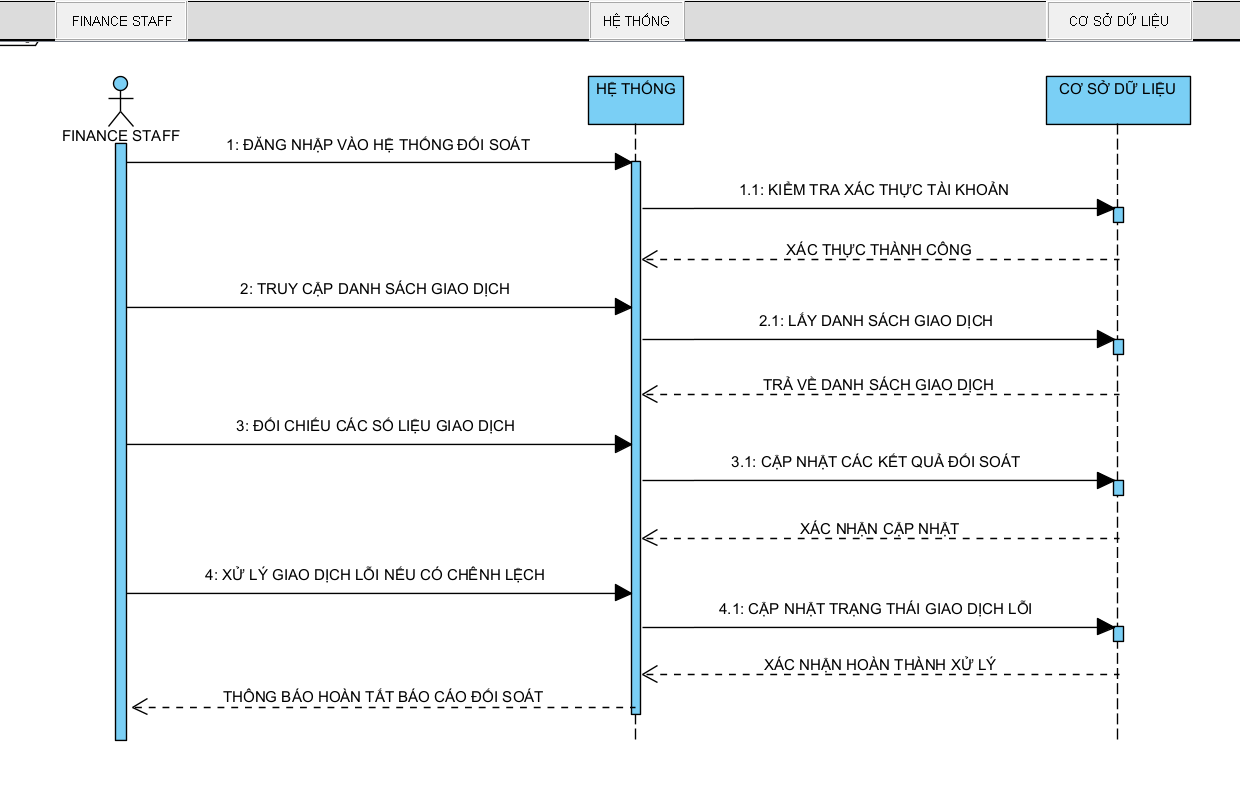 FINANCE STAFF
HỆ THỐNG
CƠ SỞ DỮ LIỆU
HỆ THỐNG
CƠ SỞ DỮ LIỆU
FINANCE STAFF
1: ĐĂNG NHẬP VÀO HỆ THỐNG ĐỐI SOÁT
1.1: KIỂM TRA XÁC THỰC TÀI KHOẢN
XÁC THỰC THÀNH CÔNG
2: TRUY CẬP DANH SÁCH GIAO DỊCH
2.1: LẤY DANH SÁCH GIAO DỊCH
TRẢ VỀ DANH SÁCH GIAO DỊCH
3: ĐỐI CHIẾU CÁC SỐ LIỆU GIAO DỊCH
3.1: CẬP NHẬT CÁC KẾT QUẢ ĐỐI SOÁT
XÁC NHẬN CẬP NHẬT
4: XỬ LÝ GIAO DỊCH LỖI NẾU CÓ CHÊNH LỆCH
4.1: CẬP NHẬT TRẠNG THÁI GIAO DỊCH LỖI
XÁC NHẬN HOÀN THÀNH XỬ LÝ
THÔNG BÁO HOÀN TẤT BÁO CÁO ĐỐI SOÁT